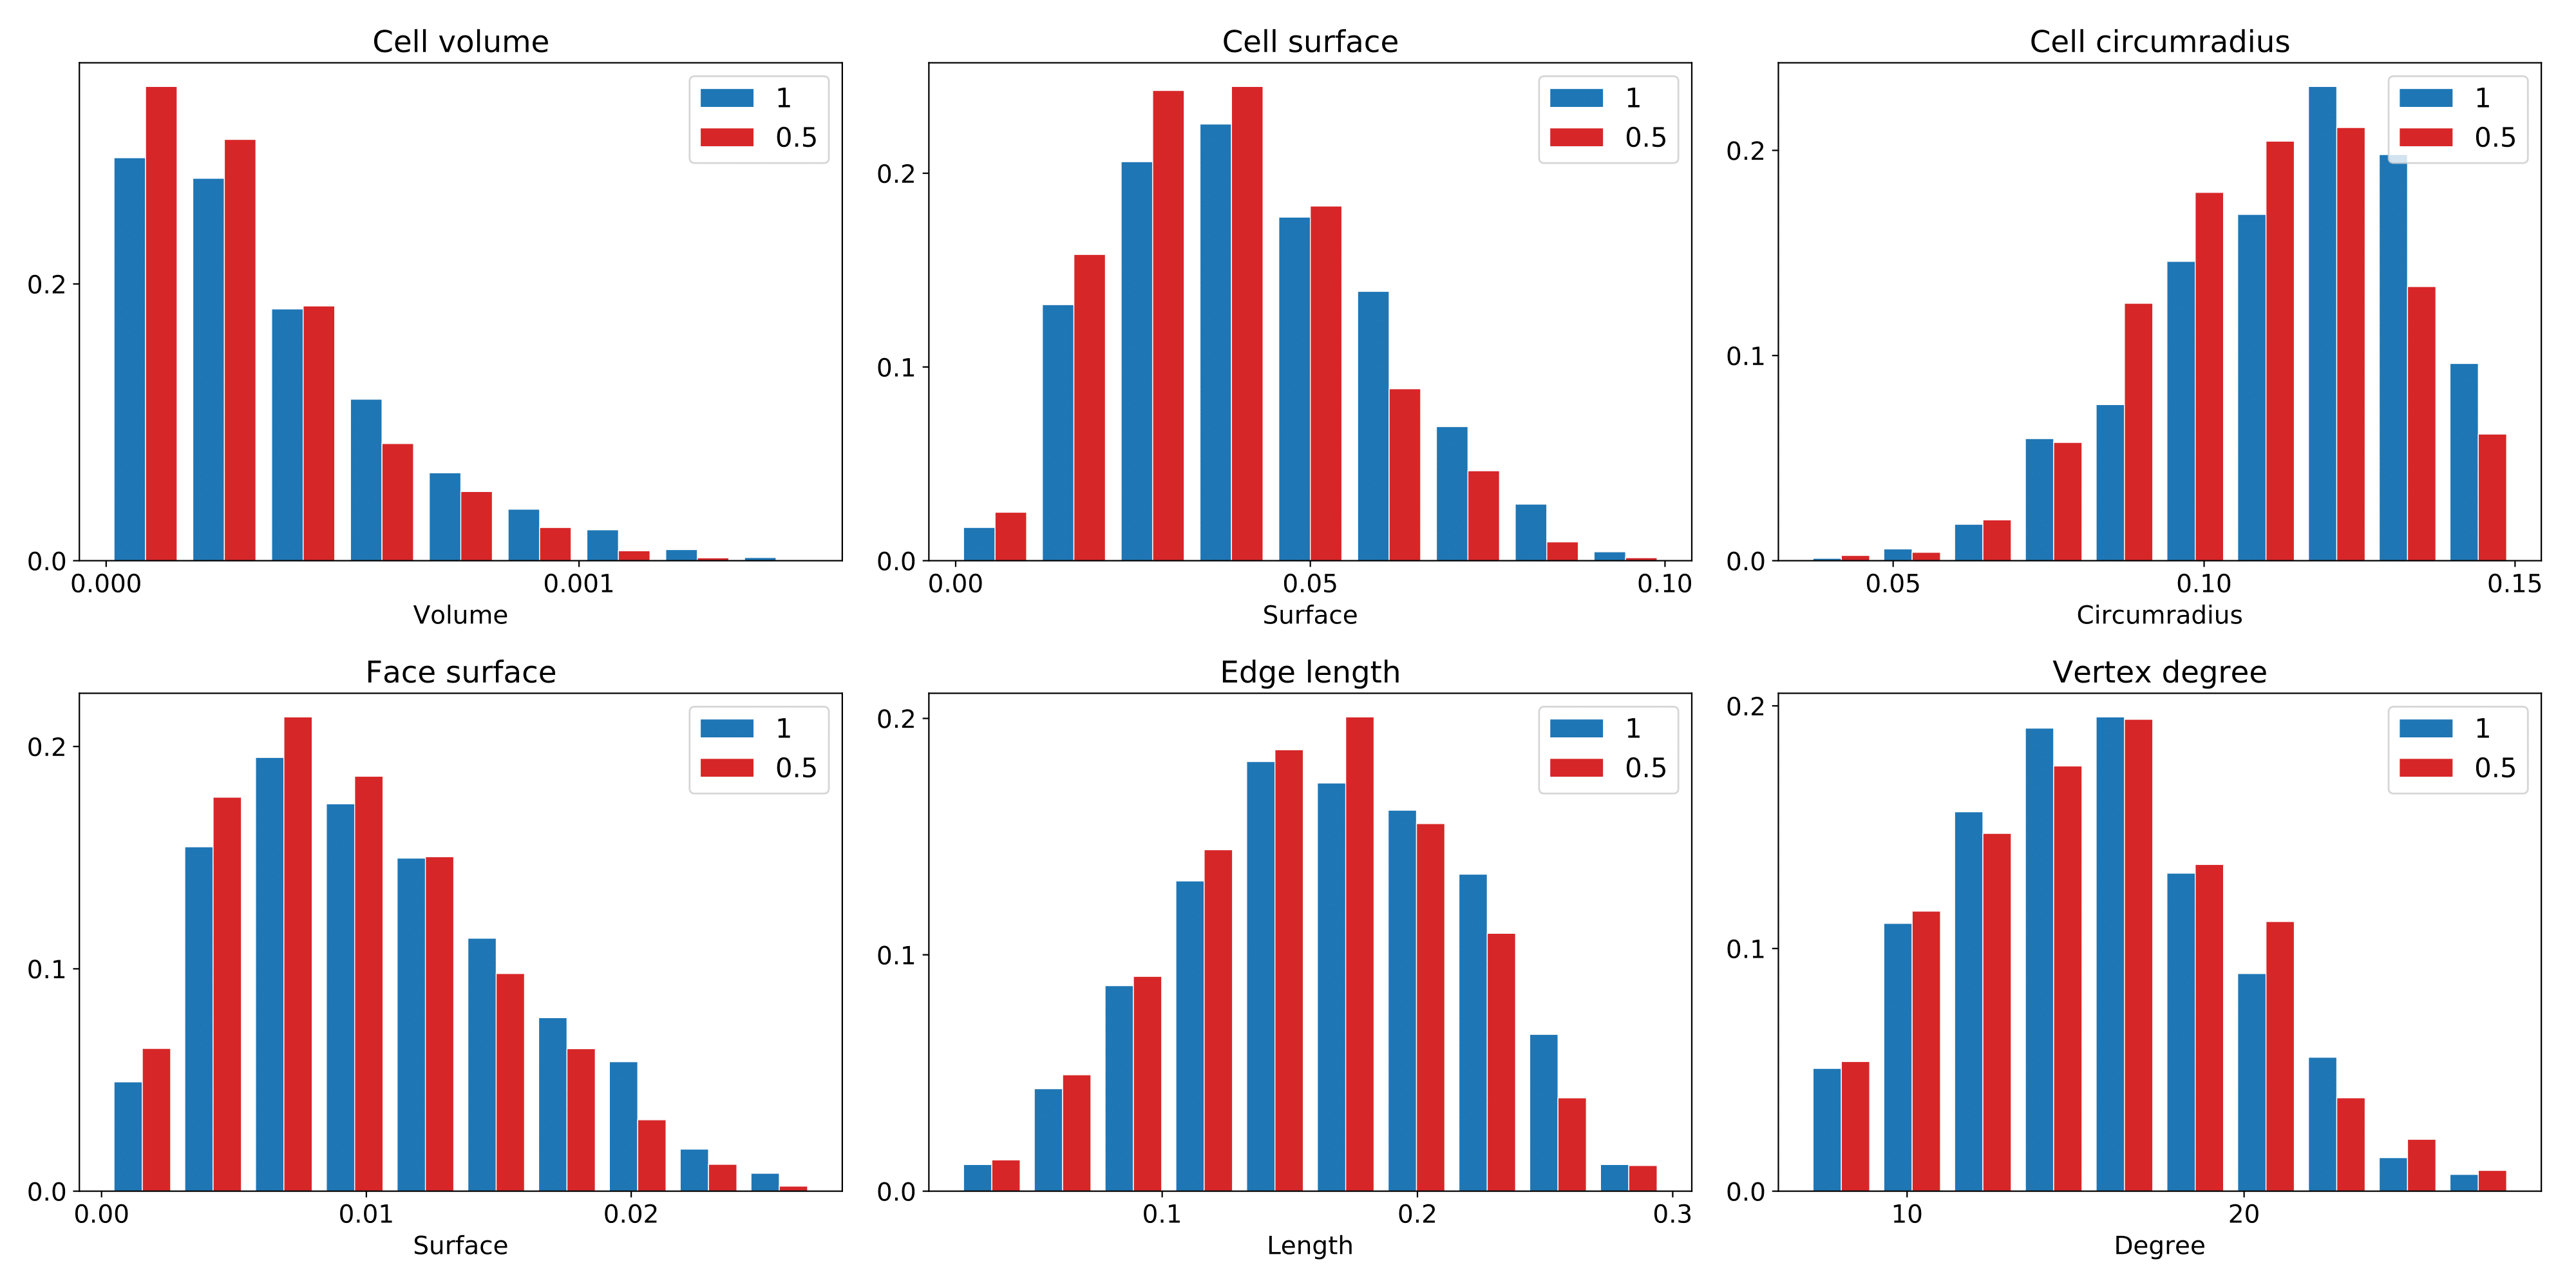 Cell volume
1
0.5
0.2
0.0
0.000 0.001
Volume
Cell surface
1
0.5
0.2
0.1
0.0
0.00 0.05 0.10
Surface
Cell circumradius
1
0.5
0.2
0.1
0.0
0.05 0.10 0.15
Circumradius
Face surface
1
0.5
0.2
0.1
0.0
0.00 0.01 0.02
Surface
Edge length
1
0.5
0.2
0.1
0.0
0.1 0.2 0.3
Length
Vertex degree
1
0.5
0.2
0.1
0.0
10 20
Degree